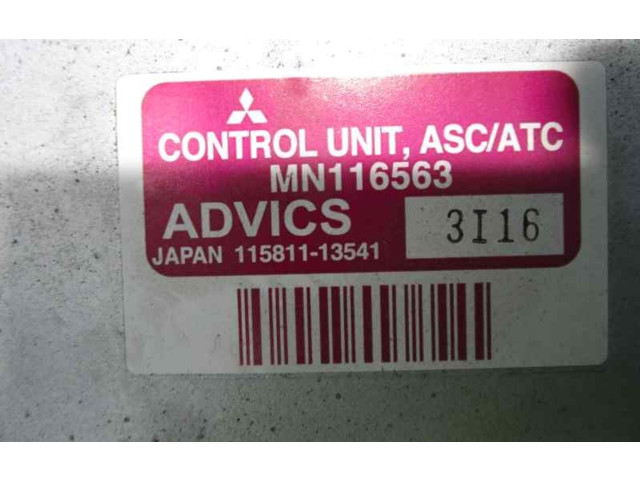 CONTROL UNIT, ASC/ATC
MN116563
ADVICS 3I16
JAPAN 115811-13541